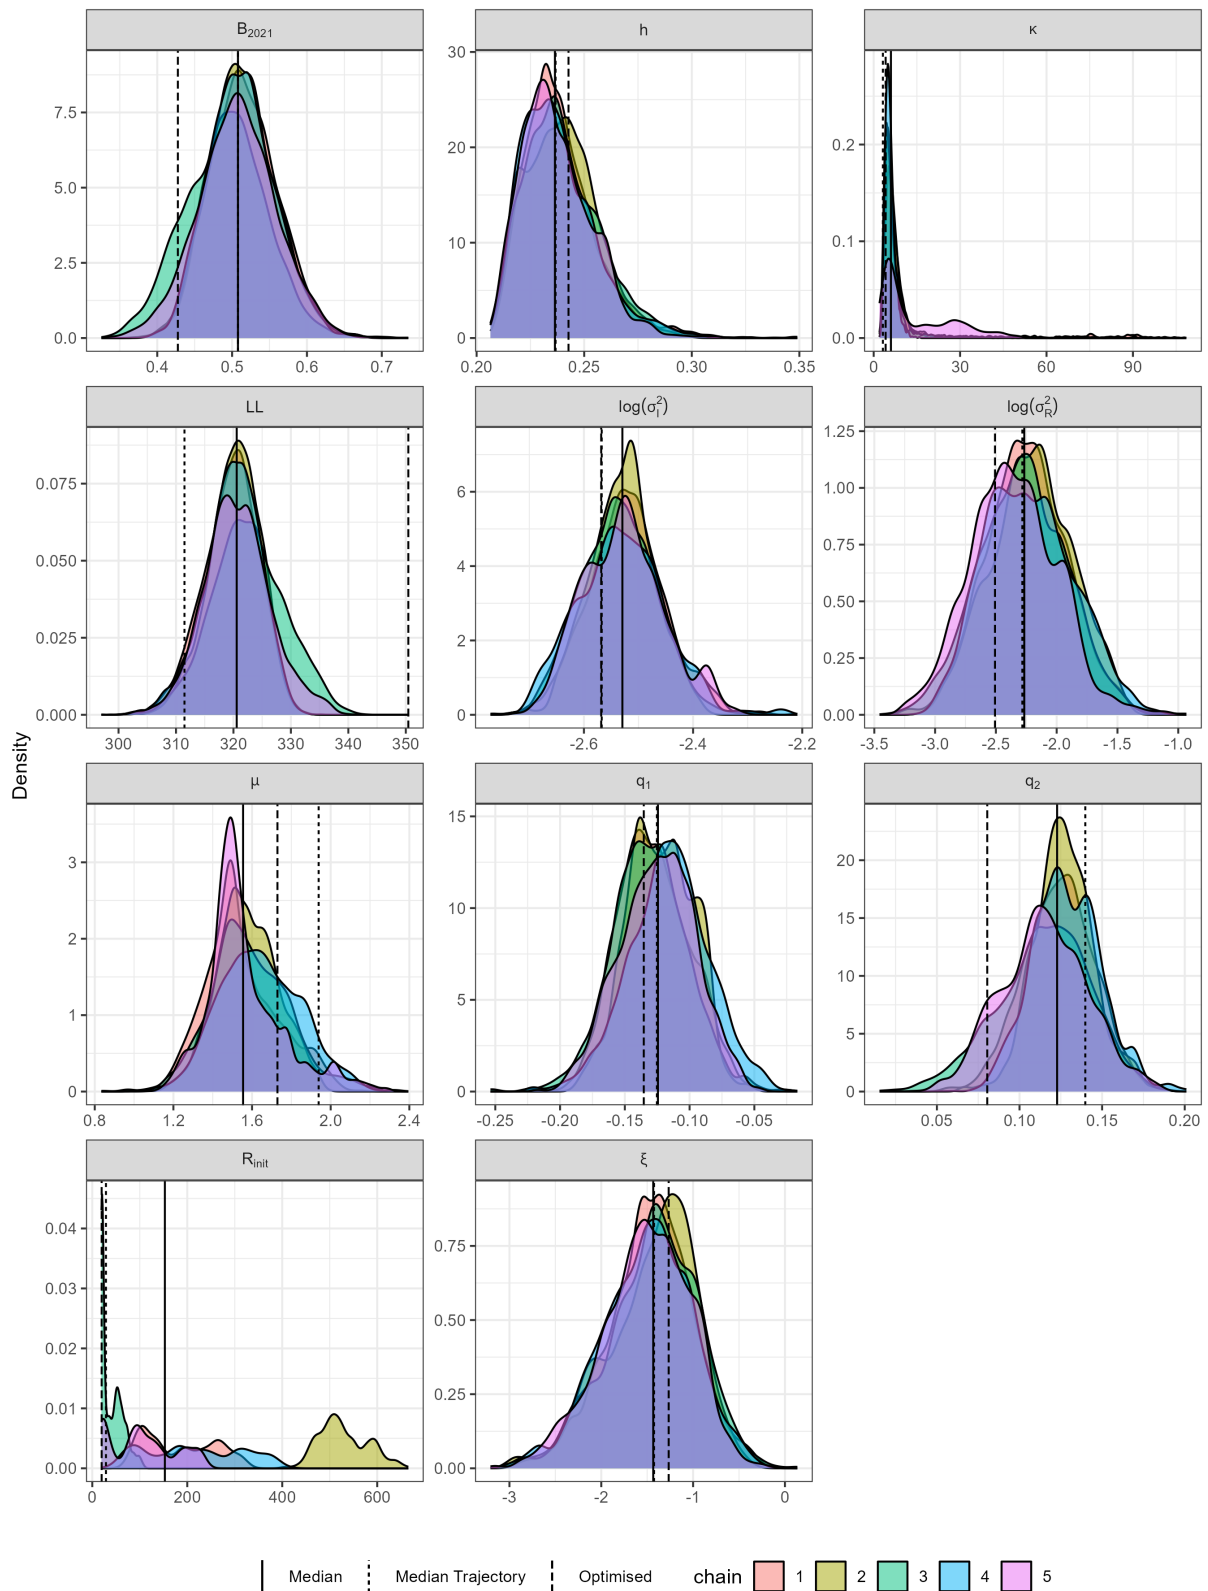 B2021
h
κ
7.5
5.0
2.5
0.0
0.4 0.5 0.6 0.7
30
20
10
0
0.20 0.25 0.30 0.35
0.2
0.1
0.0
0 30 60 90
LL
log(σI2)
log(σR2)
0.075
0.050
0.025
0.000
300 310 320 330 340 350
6
4
2
0
-2.6 -2.4 -2.2
1.25
1.00
0.75
0.50
0.25
0.00
-3.5 -3.0 -2.5 -2.0 -1.5 -1.0
Density
μ
q1
q2
3
2
1
0
0.8 1.2 1.6 2.0 2.4
15
10
5
0
-0.25 -0.20 -0.15 -0.10 -0.05
20
15
10
5
0
0.05 0.10 0.15 0.20
Rinit
ξ
0.04
0.03
0.02
0.01
0.00
0 200 400 600
0.75
0.50
0.25
0.00
-3 -2 -1 0
Median Median Trajectory Optimised chain 1 2 3 4 5